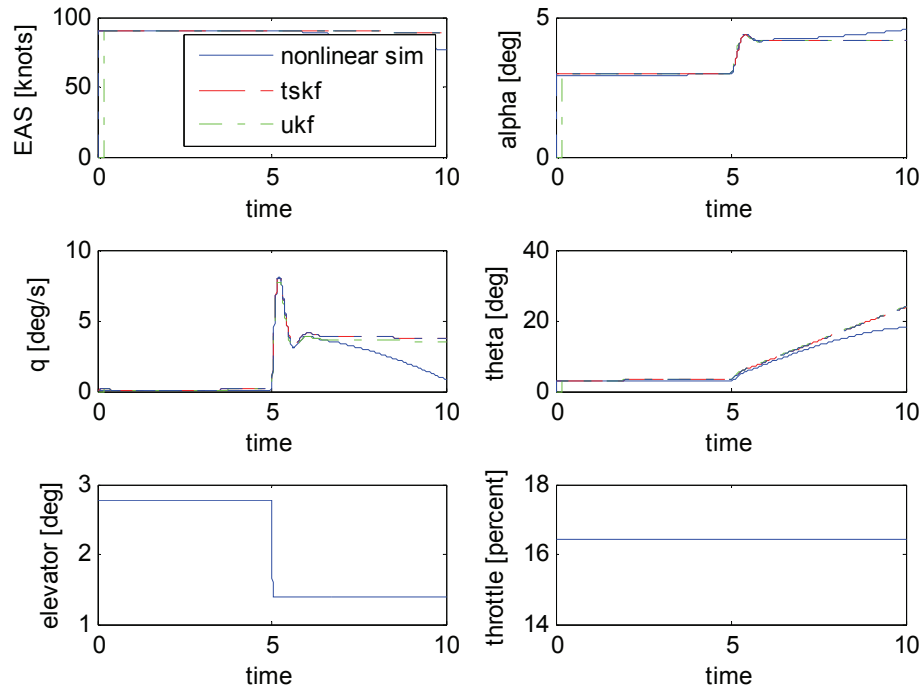 100
50
0
EAS [knots]
nonlinear sim
tskf
ukf
0
5
10
time
5
0
alpha [deg]
0
5
10
time
10
5
0
q [deg/s]
0
5
10
time
40
20
0
theta [deg]
0
5
10
time
3
2
1
elevator [deg]
0
5
10
time
18
16
14
throttle [percent]
0
5
10
time